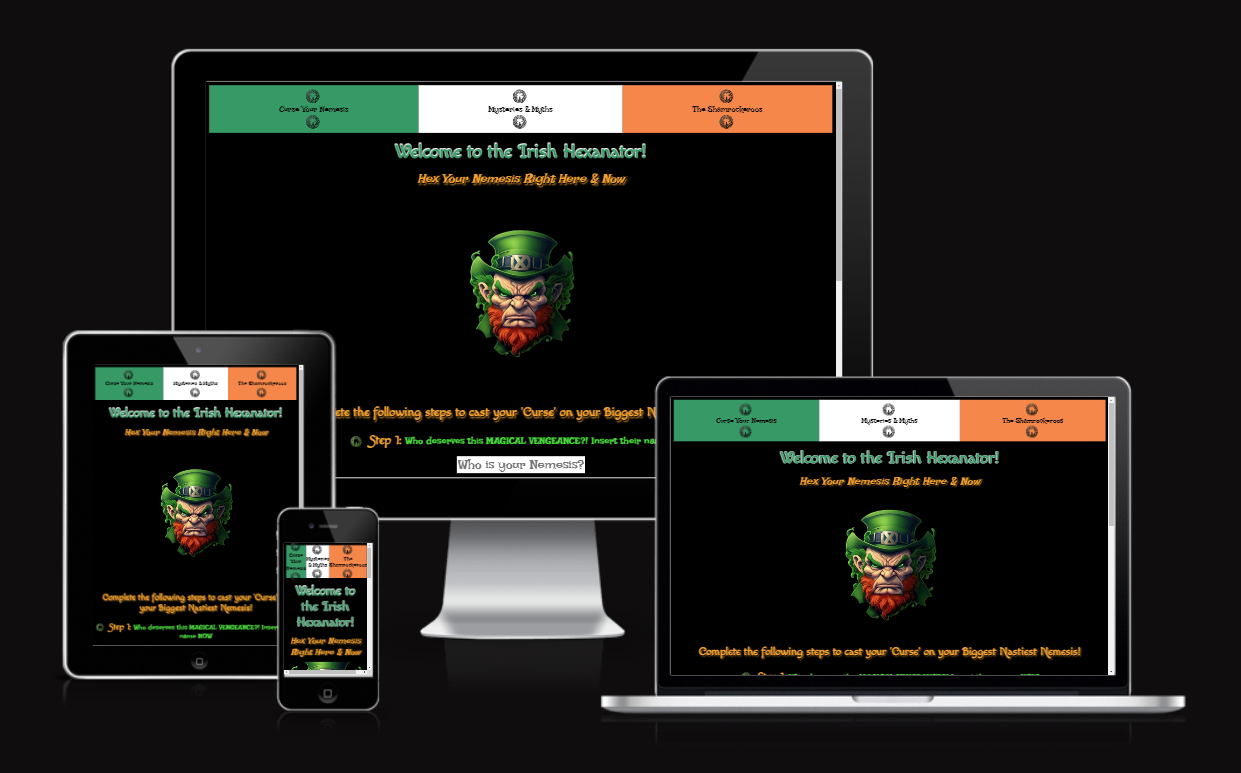 Curse Your Nemesis
Mysteries & Myths
The Shamrockeroos
Welcome to the Irish Hexanator!
Hex Your Nemesis Right Here & Now
ete the following steps to cast your 'Curse' on your Biggest N
Step 1: Who deserves this MAGICAL VENGEANCE?! Insert their na
Who is your Nemesis?
Curse Your Nemesis
Mysteries & Myths
The Shamrockeroos
Welcome to the Irish Hexanator!
Hex Your Nemesis Right Here & Now
Complete the following steps to cast your 'Curse'
your Biggest Nastiest Nemesis!
Step 1: Who deserves this MAGICAL VENGEANCE?! Insert
name NOW
Curse
Your
Nemesis
Mysteries
& Myths
The
Shamrockeroos
Welcome to
the Irish
Hexanator!
Hex Your Nemesis
Right Here & Now
Curse Your Nemesis
Mysteries & Myths
The Shamrockeroos
Welcome to the Irish Hexanator!
Hex Your Nemesis Right Here & Now
Complete the following steps to cast your 'Curse' on your Biggest Nastiest Nemesis!